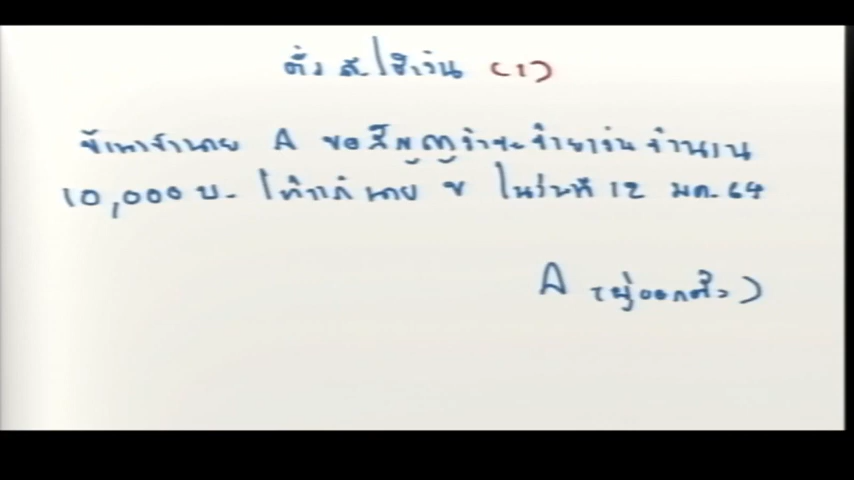 ตั๋วส.ใช้เงิน (1)
ข้าพเจ้านาย A ขอสัญญาว่าจะจ่ายเงินจำนวน
10,000 บ. ให้แก่นาย ข ในวันที่ 12 มค. 64
A (ผู้ออกตั๋ว)